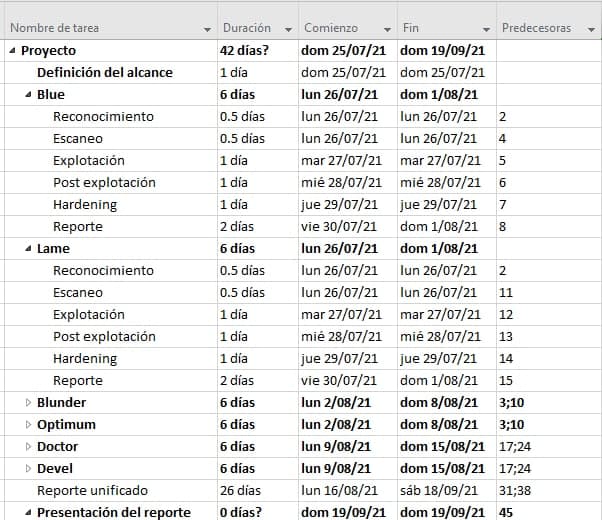 Nombre de tarea Duración Comienzo Fin Predecesoras
Proyecto 42 días? dom 25/07/21 dom 19/09/21
Definición del alcance 1 día dom 25/07/21 dom 25/07/21
Blue 6 días lun 26/07/21 dom 1/08/21
Reconocimiento 0.5 días lun 26/07/21 lun 26/07/21 2
Escaneo 0.5 días lun 26/07/21 lun 26/07/21 4
Explotación 1 día mar 27/07/21 mar 27/07/21 5
Post explotación 1 día mié 28/07/21 mié 28/07/21 6
Hardening 1 día jue 29/07/21 jue 29/07/21 7
Reporte 2 días vie 30/07/21 dom 1/08/21 8
Lame 6 días lun 26/07/21 dom 1/08/21
Reconocimiento 0.5 días lun 26/07/21 lun 26/07/21 2
Escaneo 0.5 días lun 26/07/21 lun 26/07/21 11
Explotación 1 día mar 27/07/21 mar 27/07/21 12
Post explotación 1 día mié 28/07/21 mié 28/07/21 13
Hardening 1 día jue 29/07/21 jue 29/07/21 14
Reporte 2 días vie 30/07/21 dom 1/08/21 15
Blunder 6 días lun 2/08/21 dom 8/08/21 3;10
Optimum 6 días lun 2/08/21 dom 8/08/21 3;10
Doctor 6 días lun 9/08/21 dom 15/08/21 17;24
Devel 6 días lun 9/08/21 dom 15/08/21 17;24
Reporte unificado 26 días lun 16/08/21 sáb 18/09/21 31;38
Presentación del reporte 0 días? dom 19/09/21 dom 19/09/21 45